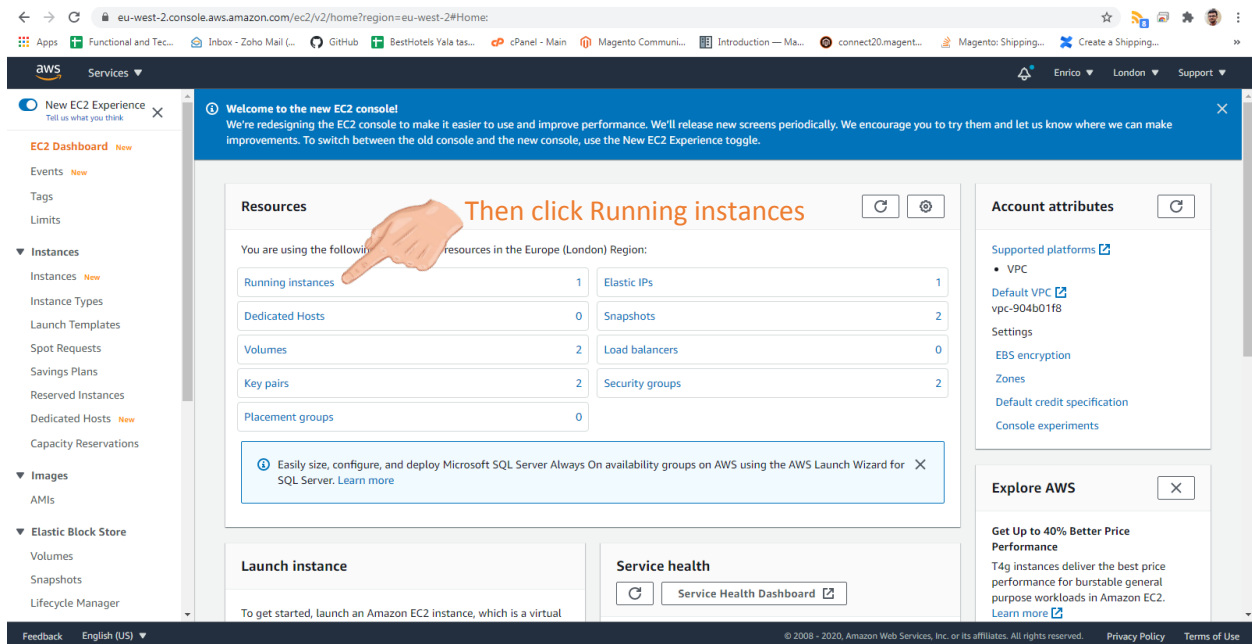 eu-west-2.console.aws.amazon.com/ec2/v2/home?region=eu-west-2#Home:
Apps Functional and Tec... Inbox - Zoho Mail (... GitHub BestHotels Yala tas... cPanel - Main Magento Communi... Introduction — Ma... connect20.magent... Magento: Shipping... Create a Shipping... »
aws Services Enrico London Support
New EC2 Experience
Tell us what you think
EC2 Dashboard New
Events New
Tags
Limits
Instances
Instances New
Instance Types
Launch Templates
Spot Requests
Savings Plans
Reserved Instances
Dedicated Hosts New
Capacity Reservations
Images
AMIs
Elastic Block Store
Volumes
Snapshots
Lifecycle Manager
Welcome to the new EC2 console!
We're redesigning the EC2 console to make it easier to use and improve performance. We'll release new screens periodically. We encourage you to try them and let us know where we can make
improvements. To switch between the old console and the new console, use the New EC2 Experience toggle.
Resources
Then click Running instances
You are using the followin resources in the Europe (London) Region:
Running instances 1
Elastic IPs 1
Dedicated Hosts 0
Snapshots 2
Volumes 2
Load balancers 0
Key pairs 2
Security groups 2
Placement groups 0
Easily size, configure, and deploy Microsoft SQL Server Always On availability groups on AWS using the AWS Launch Wizard for
SQL Server. Learn more
Launch instance
To get started, launch an Amazon EC2 instance, which is a virtual
Service health
Service Health Dashboard
Account attributes
Supported platforms
• VPC
Default VPC
vpc-904b01f8
Settings
EBS encryption
Zones
Default credit specification
Console experiments
Explore AWS
Get Up to 40% Better Price
Performance
T4g instances deliver the best price
performance for burstable general
purpose workloads in Amazon EC2.
Learn more
Feedback English (US) © 2008 - 2020, Amazon Web Services, Inc. or its affiliates. All rights reserved. Privacy Policy Terms of Use